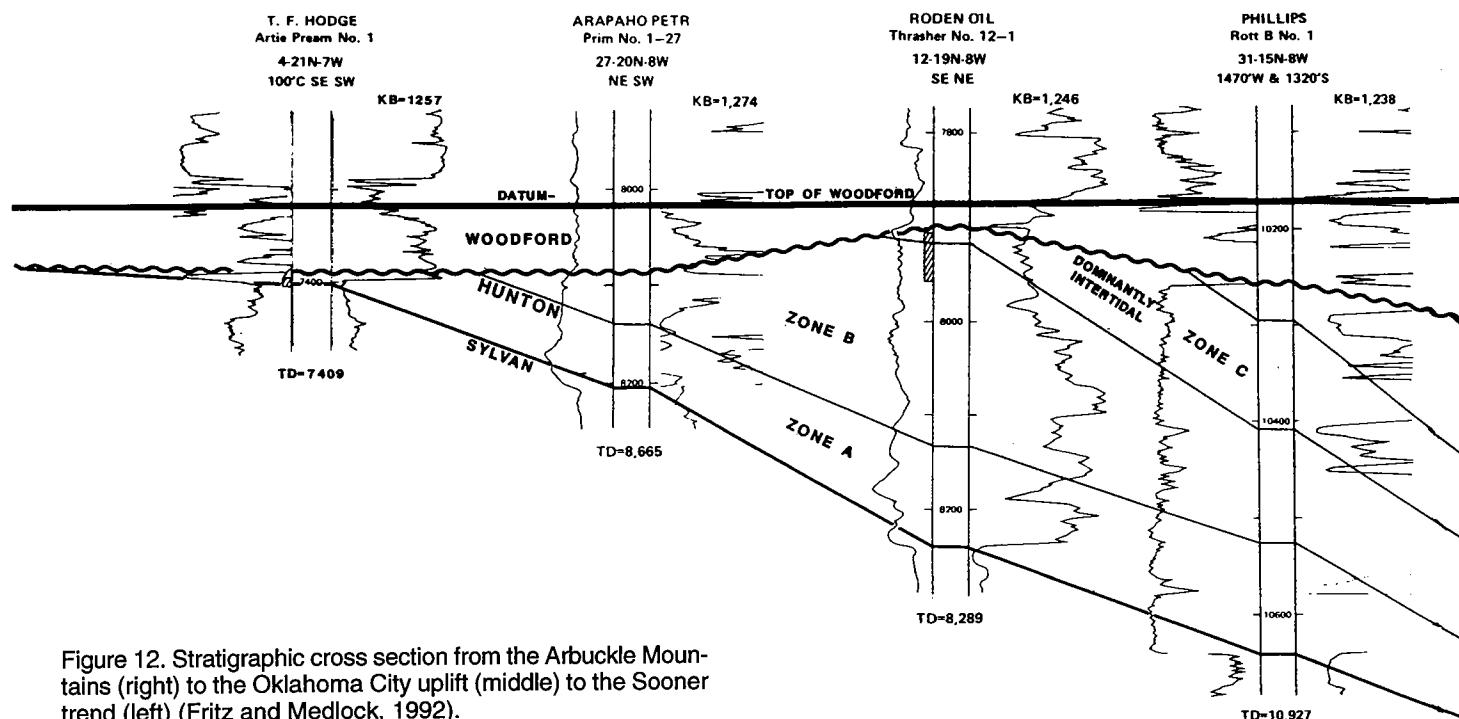 T. F. HODGE
Artie Pream No. 1
4-21N-7W
100'C SE SW
KB=1257
ARAPAHO PETR
Prim No. 1-27
27-20N-8W
NE SW
KB=1,274
RODEN OIL
Thrasher No. 12-1
12-19N-8W
SE NE
KB=1,246
PHILLIPS
Rott B No. 1
31-15N-8W
1470'W & 1320'S
KB=1,238
7800
8000
DATUM-
TOP OF WOODFORD
WOODFORD
10,200
7400
HUNTON
DOMINANTLY
INTERTIDAL
ZONE B
8000
ZONE C
SYLVAN
TD=7409
8200
10400
ZONE A
TD=8,665
8200
10600
TD=8,289
TD=10,927
Figure 12. Stratigraphic cross section from the Arbuckle Moun-
tains (right) to the Oklahoma City uplift (middle) to the Sooner
trend (left) (Fritz and Medlock, 1992).